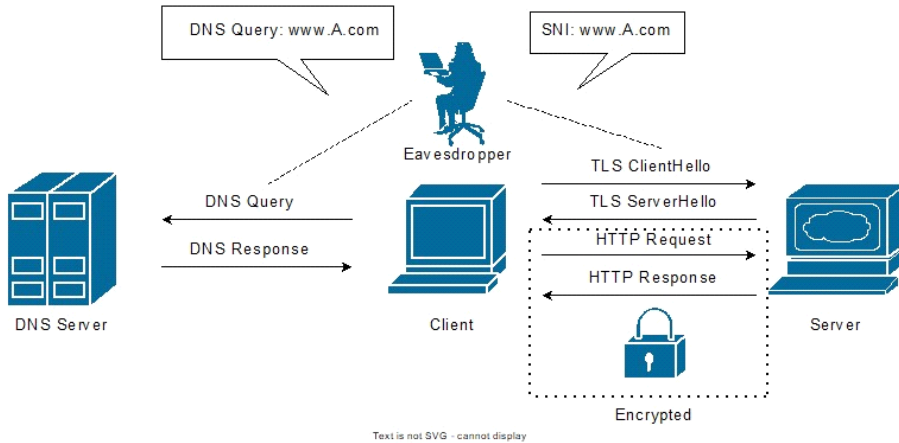 DNS Query: www.A.com
SNI: www.A.com
Eavesdropper
TLS ClientHello
DNS Query
TLS ServerHello
DNS Response
HTTP Request
HTTP Response
DNS Server
Client
Server
Encrypted
Text is not SVG - cannot display